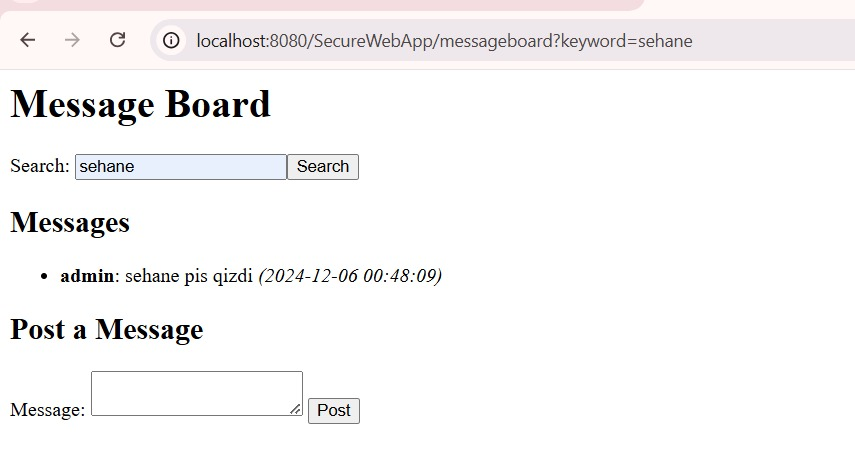 localhost:8080/SecureWebApp/messageboard?keyword=sehane
Message Board
Search: sehane Search
Messages
admin: sehane pis qizdi (2024-12-06 00:48:09)
Post a Message
Message: Post